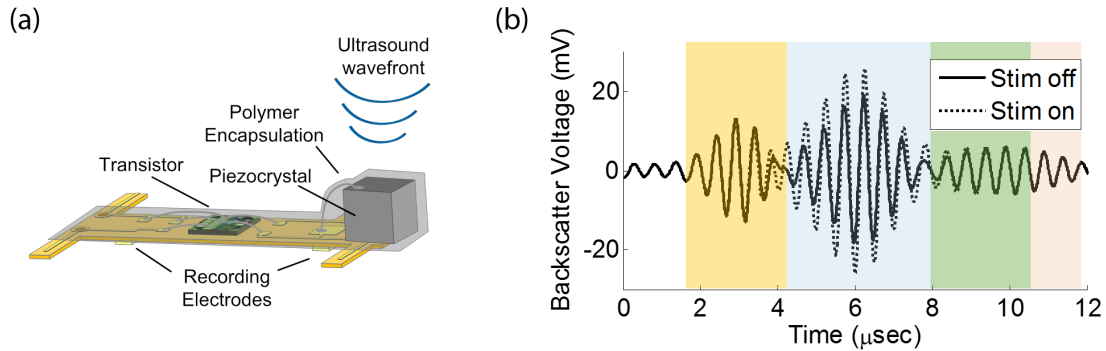 (a)
Ultrasound
wavefront
Polymer
Encapsulation
Transistor
Piezocrystal
Recording
Electrodes
(b)
Backscatter Voltage (mV)
20
0
-20
Stim off
Stim on
0 2 4 6 8 10 12
Time (μsec)